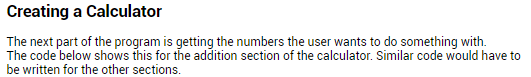 Creating a Calculator
The next part of the program is getting the numbers the user wants to do something with.
The code below shows this for the addition section of the calculator. Similar code would have to
be written for the other sections.